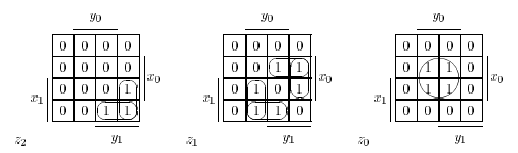 y₀ y₀ y₀
0 0 0 0 0 0 0 0 0 0 0 0
0 0 0 0 0 0 1 1 0 1 1 0
x₀ x₀ x₀
0 0 0 1 0 1 0 1 0 1 1 0
x₁ x₁ x₁
0 0 1 1 0 1 1 0 0 0 0 0
z₂ y₁ z₁ y₁ z₀ y₁